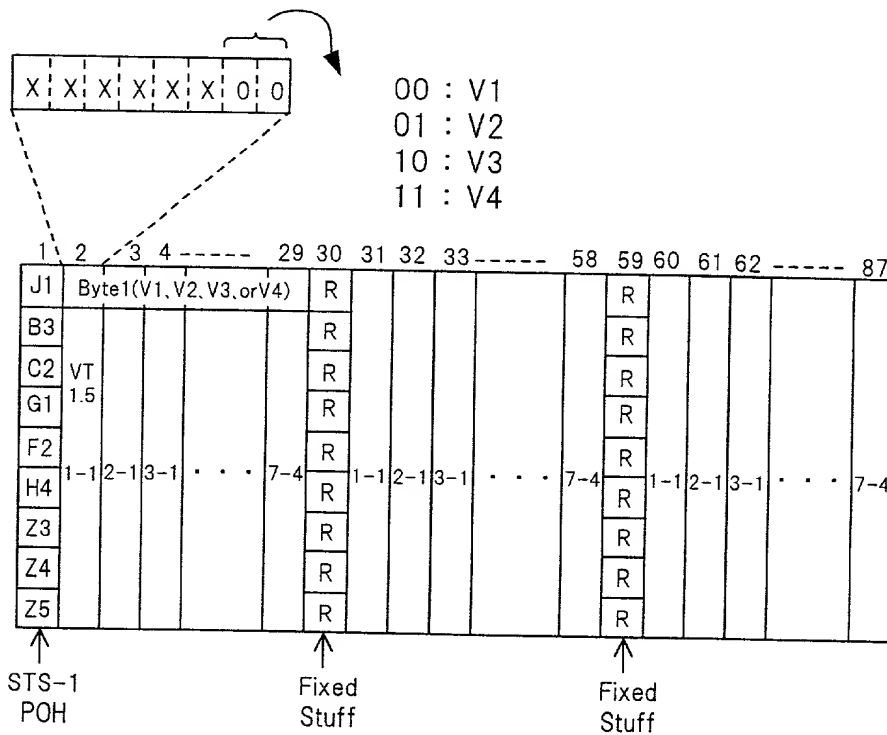 X X X X X X 0 0
00 : V1
01 : V2
10 : V3
11 : V4
1 2 3 4 ----- 29 30 31 32 33 ----- 58 59 60 61 62 ----- 87
J1 Byte1(V1、V2、V3、orV4) R R
B3 R R
C2 VT R R
G1 1.5 R R
F2 R R
1-1 2-1 3-1 · · · 7-4 1-1 2-1 3-1 · · · 7-4 1-1 2-1 3-1 · · · 7-4
H4 R R
Z3 R R
Z4 R R
Z5 R R
STS-1
POH
Fixed
Stuff
Fixed
Stuff